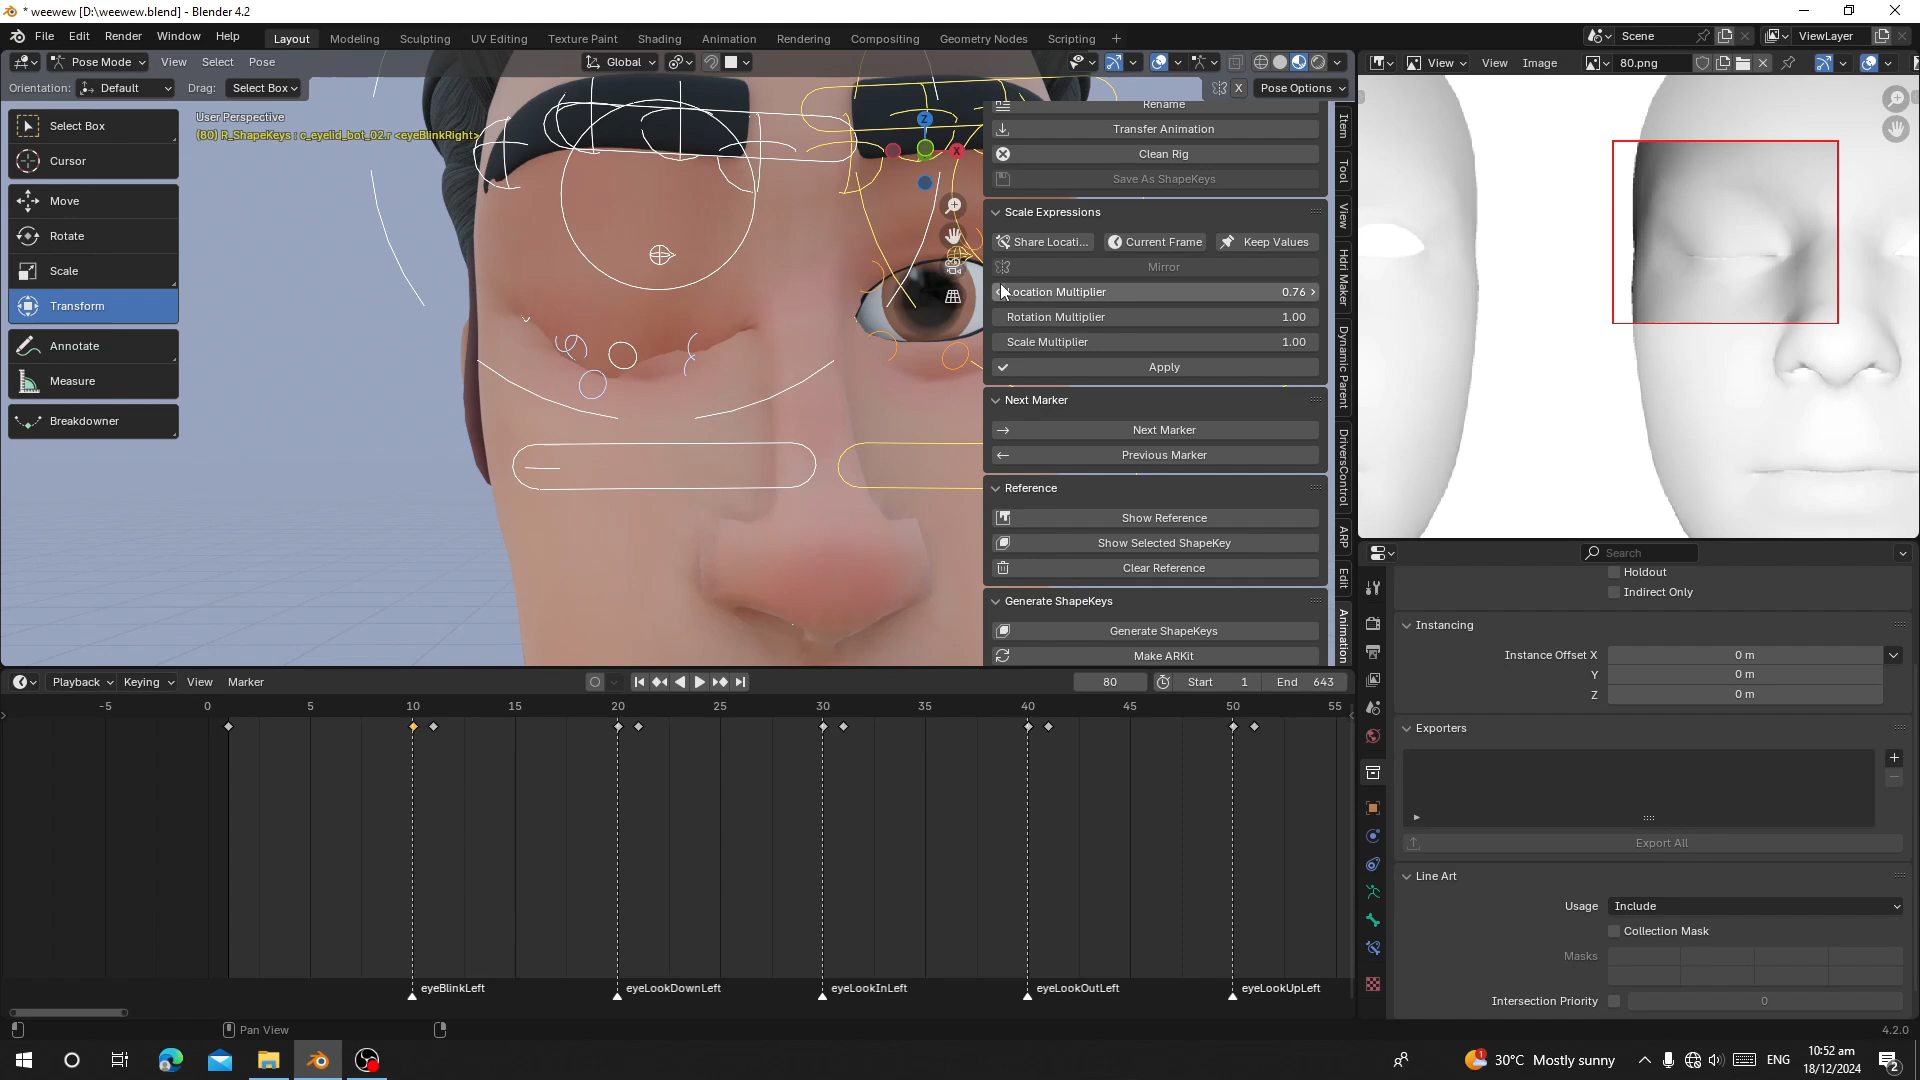 * weewew [D:\weewew.blend] - Blender 4.2
File Edit Render Window Help
Layout Modeling Sculpting UV Editing Texture Paint Shading Animation Rendering Compositing Geometry Nodes Scripting +
Scene ViewLayer
Pose Mode View Select Pose Global
View View Image 80.png
Orientation: Default Drag: Select Box X Pose Options
User Perspective
(80) R_ShapeKeys : c_eyelid_bot_02.r <eyeBlinkRight>
Select Box
Cursor
Move
Rotate
Scale
Transform
Annotate
Measure
Breakdowner
Z
X
Rename
Transfer Animation
Clean Rig
Save As ShapeKeys
Scale Expressions
Share Locati... Current Frame Keep Values
Mirror
Location Multiplier 0.76
Rotation Multiplier 1.00
Scale Multiplier 1.00
Apply
Next Marker
Next Marker
Previous Marker
Reference
Show Reference
Show Selected ShapeKey
Clear Reference
Generate ShapeKeys
Generate ShapeKeys
Make ARKit
Item
Tool
View
Hdri Maker
Dynamic Parent
DriversControl
ARP
Edit
Animation
Search
Holdout
Indirect Only
Instancing
Instance Offset X 0 m
Y 0 m
Z 0 m
Exporters
Export All
Line Art
Usage Include
Collection Mask
Masks
Intersection Priority 0
Playback Keying View Marker 80 Start 1 End 643
-5 0 5 10 15 20 25 30 35 40 45 50 55
eyeBlinkLeft eyeLookDownLeft eyeLookInLeft eyeLookOutLeft eyeLookUpLeft
Pan View
4.2.0
30°C Mostly sunny ENG 10:52 am
18/12/2024
2